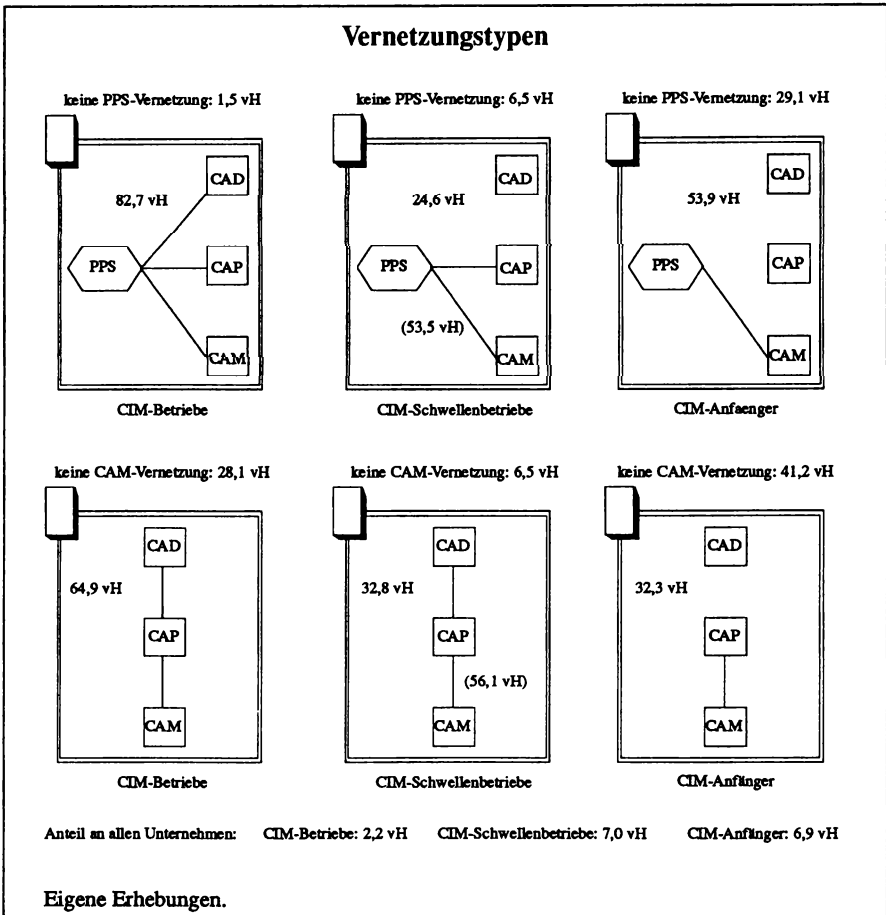 Vernetzungstypen
keine PPS-Vernetzung: 1,5 vH
keine PPS-Vernetzung: 6,5 vH
keine PPS-Vernetzung: 29,1 vH
CAD
82,7 vH
PPS
CAP
CAM
CAD
24,6 vH
PPS
CAP
(53,5 vH)
CAM
CAD
53,9 vH
PPS
CAP
CAM
CIM-Betriebe
CIM-Schwellenbetriebe
CIM-Anfaenger
keine CAM-Vernetzung: 28,1 vH
keine CAM-Vernetzung: 6,5 vH
keine CAM-Vernetzung: 41,2 vH
CAD
64,9 vH
CAP
CAM
CAD
32,8 vH
CAP
(56,1 vH)
CAM
CAD
32,3 vH
CAP
CAM
CIM-Betriebe
CIM-Schwellenbetriebe
CIM-Anfänger
Anteil an allen Unternehmen: CIM-Betriebe: 2,2 vH CIM-Schwellenbetriebe: 7,0 vH CIM-Anfänger: 6,9 vH
Eigene Erhebungen.